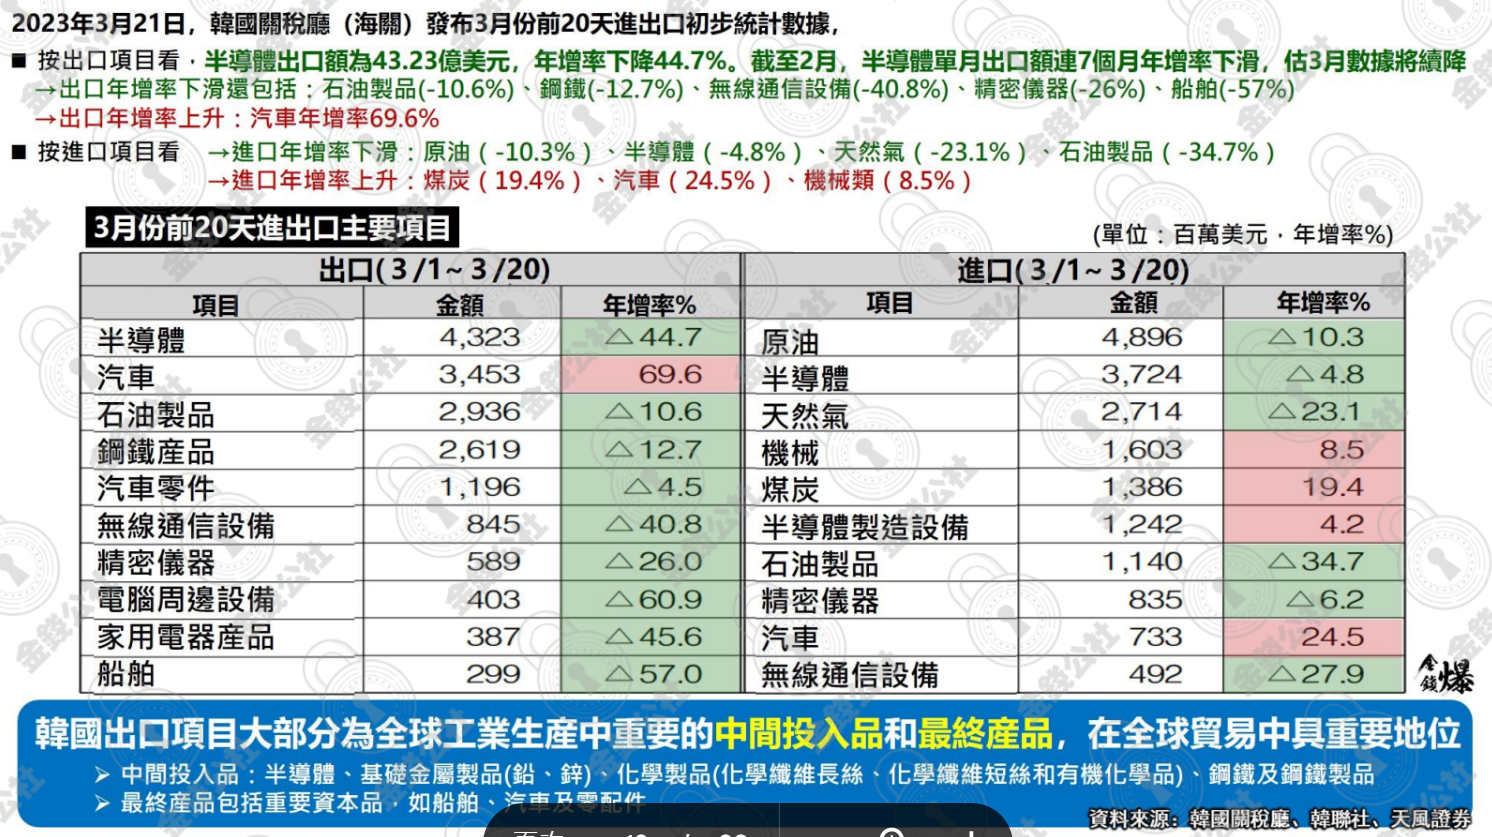 2023年3月21日，韓國關稅廳（海關）發布3月份前20天進出口初步統計數據，
■ 按出口項目看，半導體出口額為43.23億美元，年增率下降44.7%。截至2月，半導體單月出口額連7個月年增率下滑，估3月數據將續降
→出口年增率下滑還包括：石油製品(-10.6%)、鋼鐵(-12.7%)、無線通信設備(-40.8%)、精密儀器(-26%)、船舶(-57%)
→出口年增率上升：汽車年增率69.6%
■ 按進口項目看 →進口年增率下滑：原油（-10.3%）、半導體（-4.8%）、天然氣（-23.1%）、石油製品（-34.7%）
→進口年增率上升：煤炭（19.4%）、汽車（24.5%）、機械類（8.5%）
3月份前20天進出口主要項目
(單位：百萬美元，年增率%)
出口(３/1~３/20) 進口(３/1~３/20)
項目 金額 年增率% 項目 金額 年增率%
半導體 4,323 △44.7 原油 4,896 △10.3
汽車 3,453 69.6 半導體 3,724 △4.8
石油製品 2,936 △10.6 天然氣 2,714 △23.1
鋼鐵産品 2,619 △12.7 機械 1,603 8.5
汽車零件 1,196 △4.5 煤炭 1,386 19.4
無線通信設備 845 △40.8 半導體製造設備 1,242 4.2
精密儀器 589 △26.0 石油製品 1,140 △34.7
電腦周邊設備 403 △60.9 精密儀器 835 △6.2
家用電器産品 387 △45.6 汽車 733 24.5
船舶 299 △57.0 無線通信設備 492 △27.9
金錢爆
韓國出口項目大部分為全球工業生産中重要的中間投入品和最終産品，在全球貿易中具重要地位
➢ 中間投入品：半導體、基礎金屬製品(鉛、鋅)、化學製品(化學纖維長絲、化學纖維短絲和有機化學品)、鋼鐵及鋼鐵製品
➢ 最終産品包括重要資本品，如船舶、汽車及零配件
資料來源：韓國關稅廳、韓聯社、天風證券